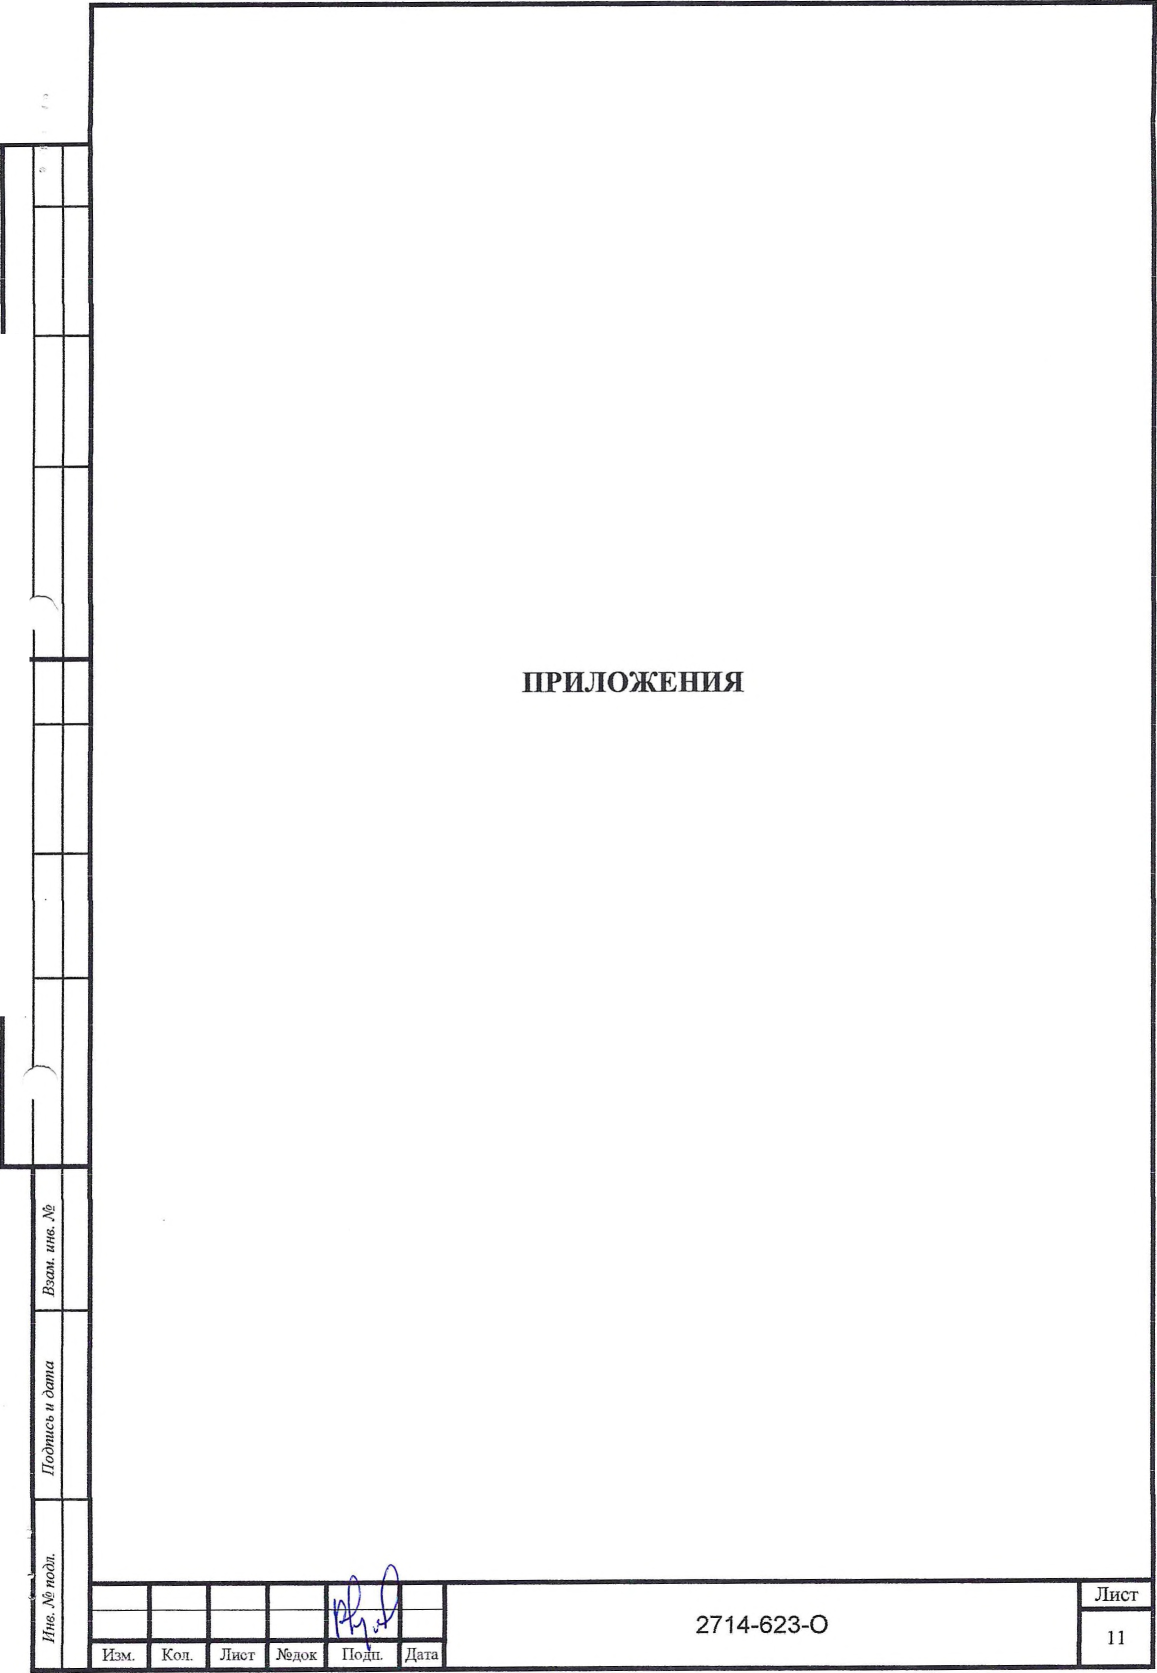 ПРИЛОЖЕНИЯ
Взам. инв. №
Подпись и дата
Инв. № подл.
Изм. Кол. Лист №док Подп. Дата
2714-623-О
Лист
11